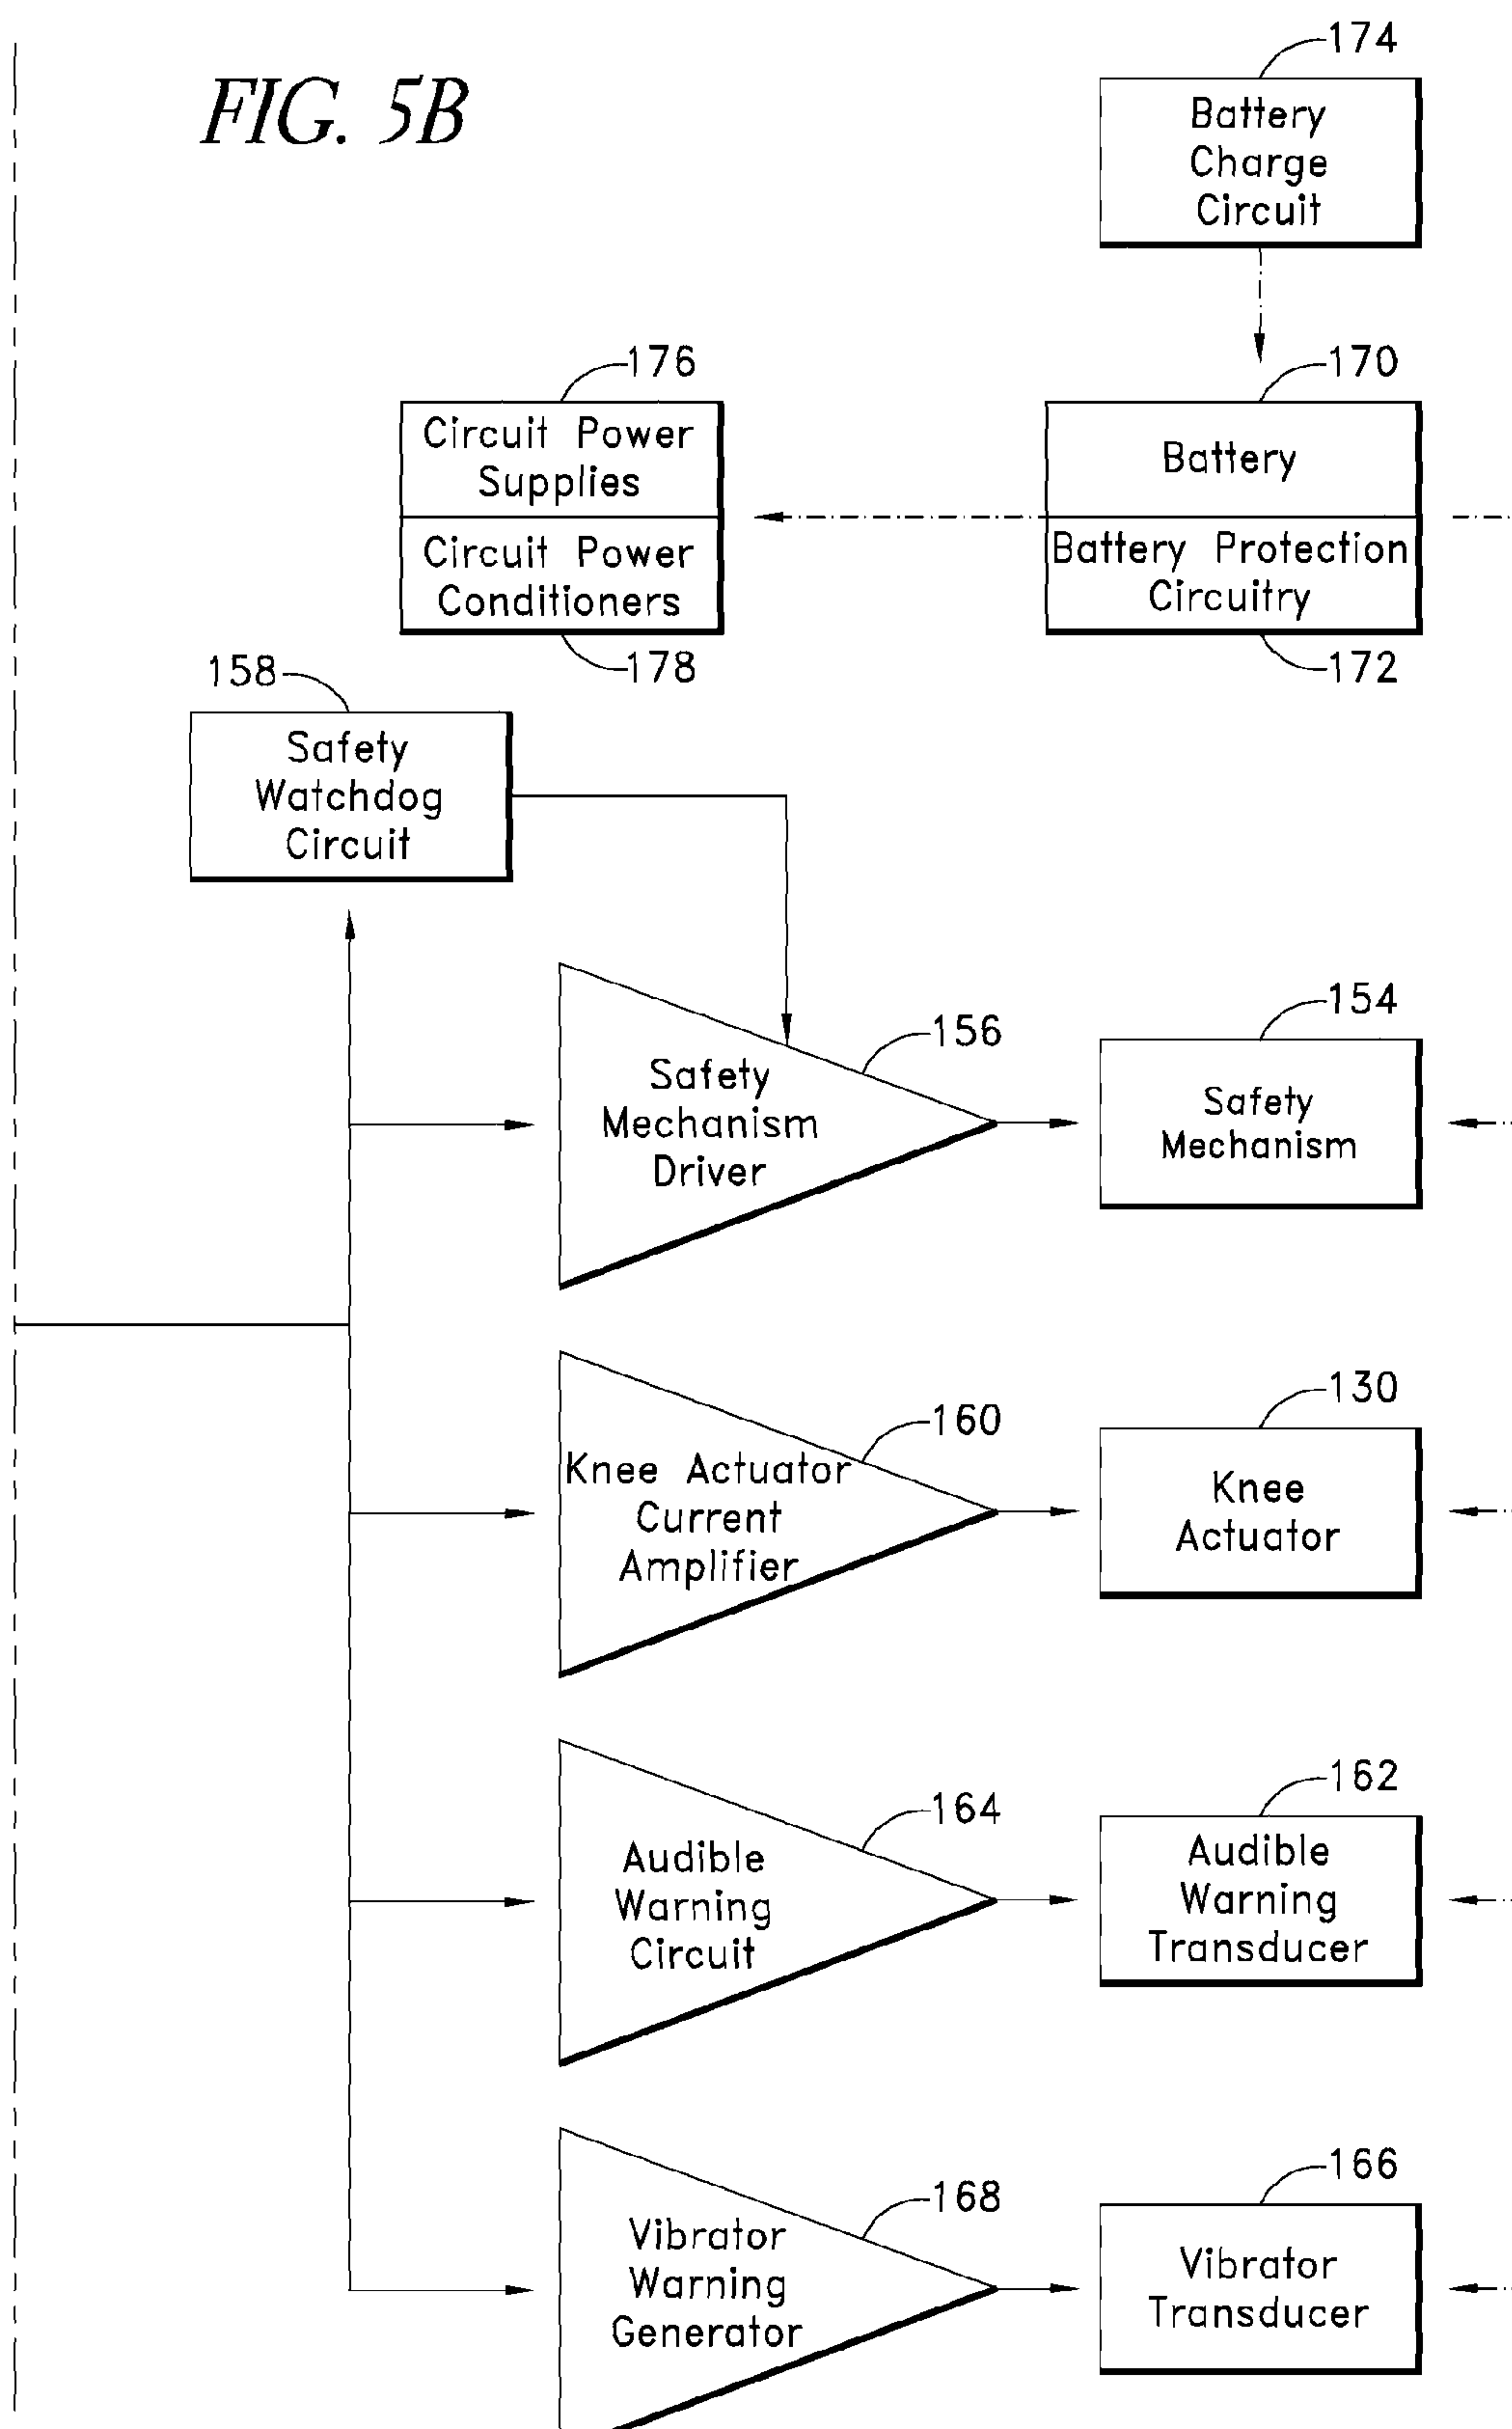 FIG. 5B
174
Battery
Charge
Circuit
176
170
Circuit Power
Supplies
Battery
Circuit Power
Conditioners
Battery Protection
Circuitry
178
172
158
Safety
Watchdog
Circuit
156
154
Safety
Mechanism
Driver
Safety
Mechanism
160
130
Knee Actuator
Current
Amplifier
Knee
Actuator
164
162
Audible
Warning
Circuit
Audible
Warning
Transducer
168
166
Vibrator
Warning
Generator
Vibrator
Transducer